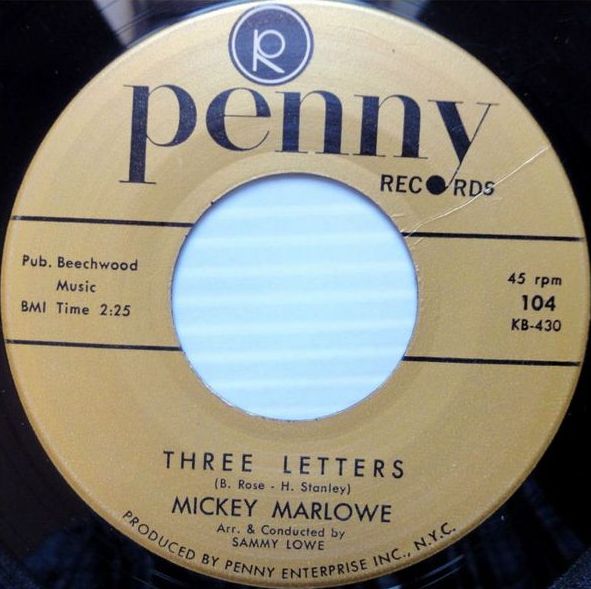 PR
penny
RECORDS
Pub. Beechwood
Music
BMI Time 2:25
45 rpm
104
KB-430
THREE LETTERS
(B. Rose - H. Stanley)
MICKEY MARLOWE
Arr. & Conducted by
SAMMY LOWE
PRODUCED BY PENNY ENTERPRISE INC., N.Y.C.